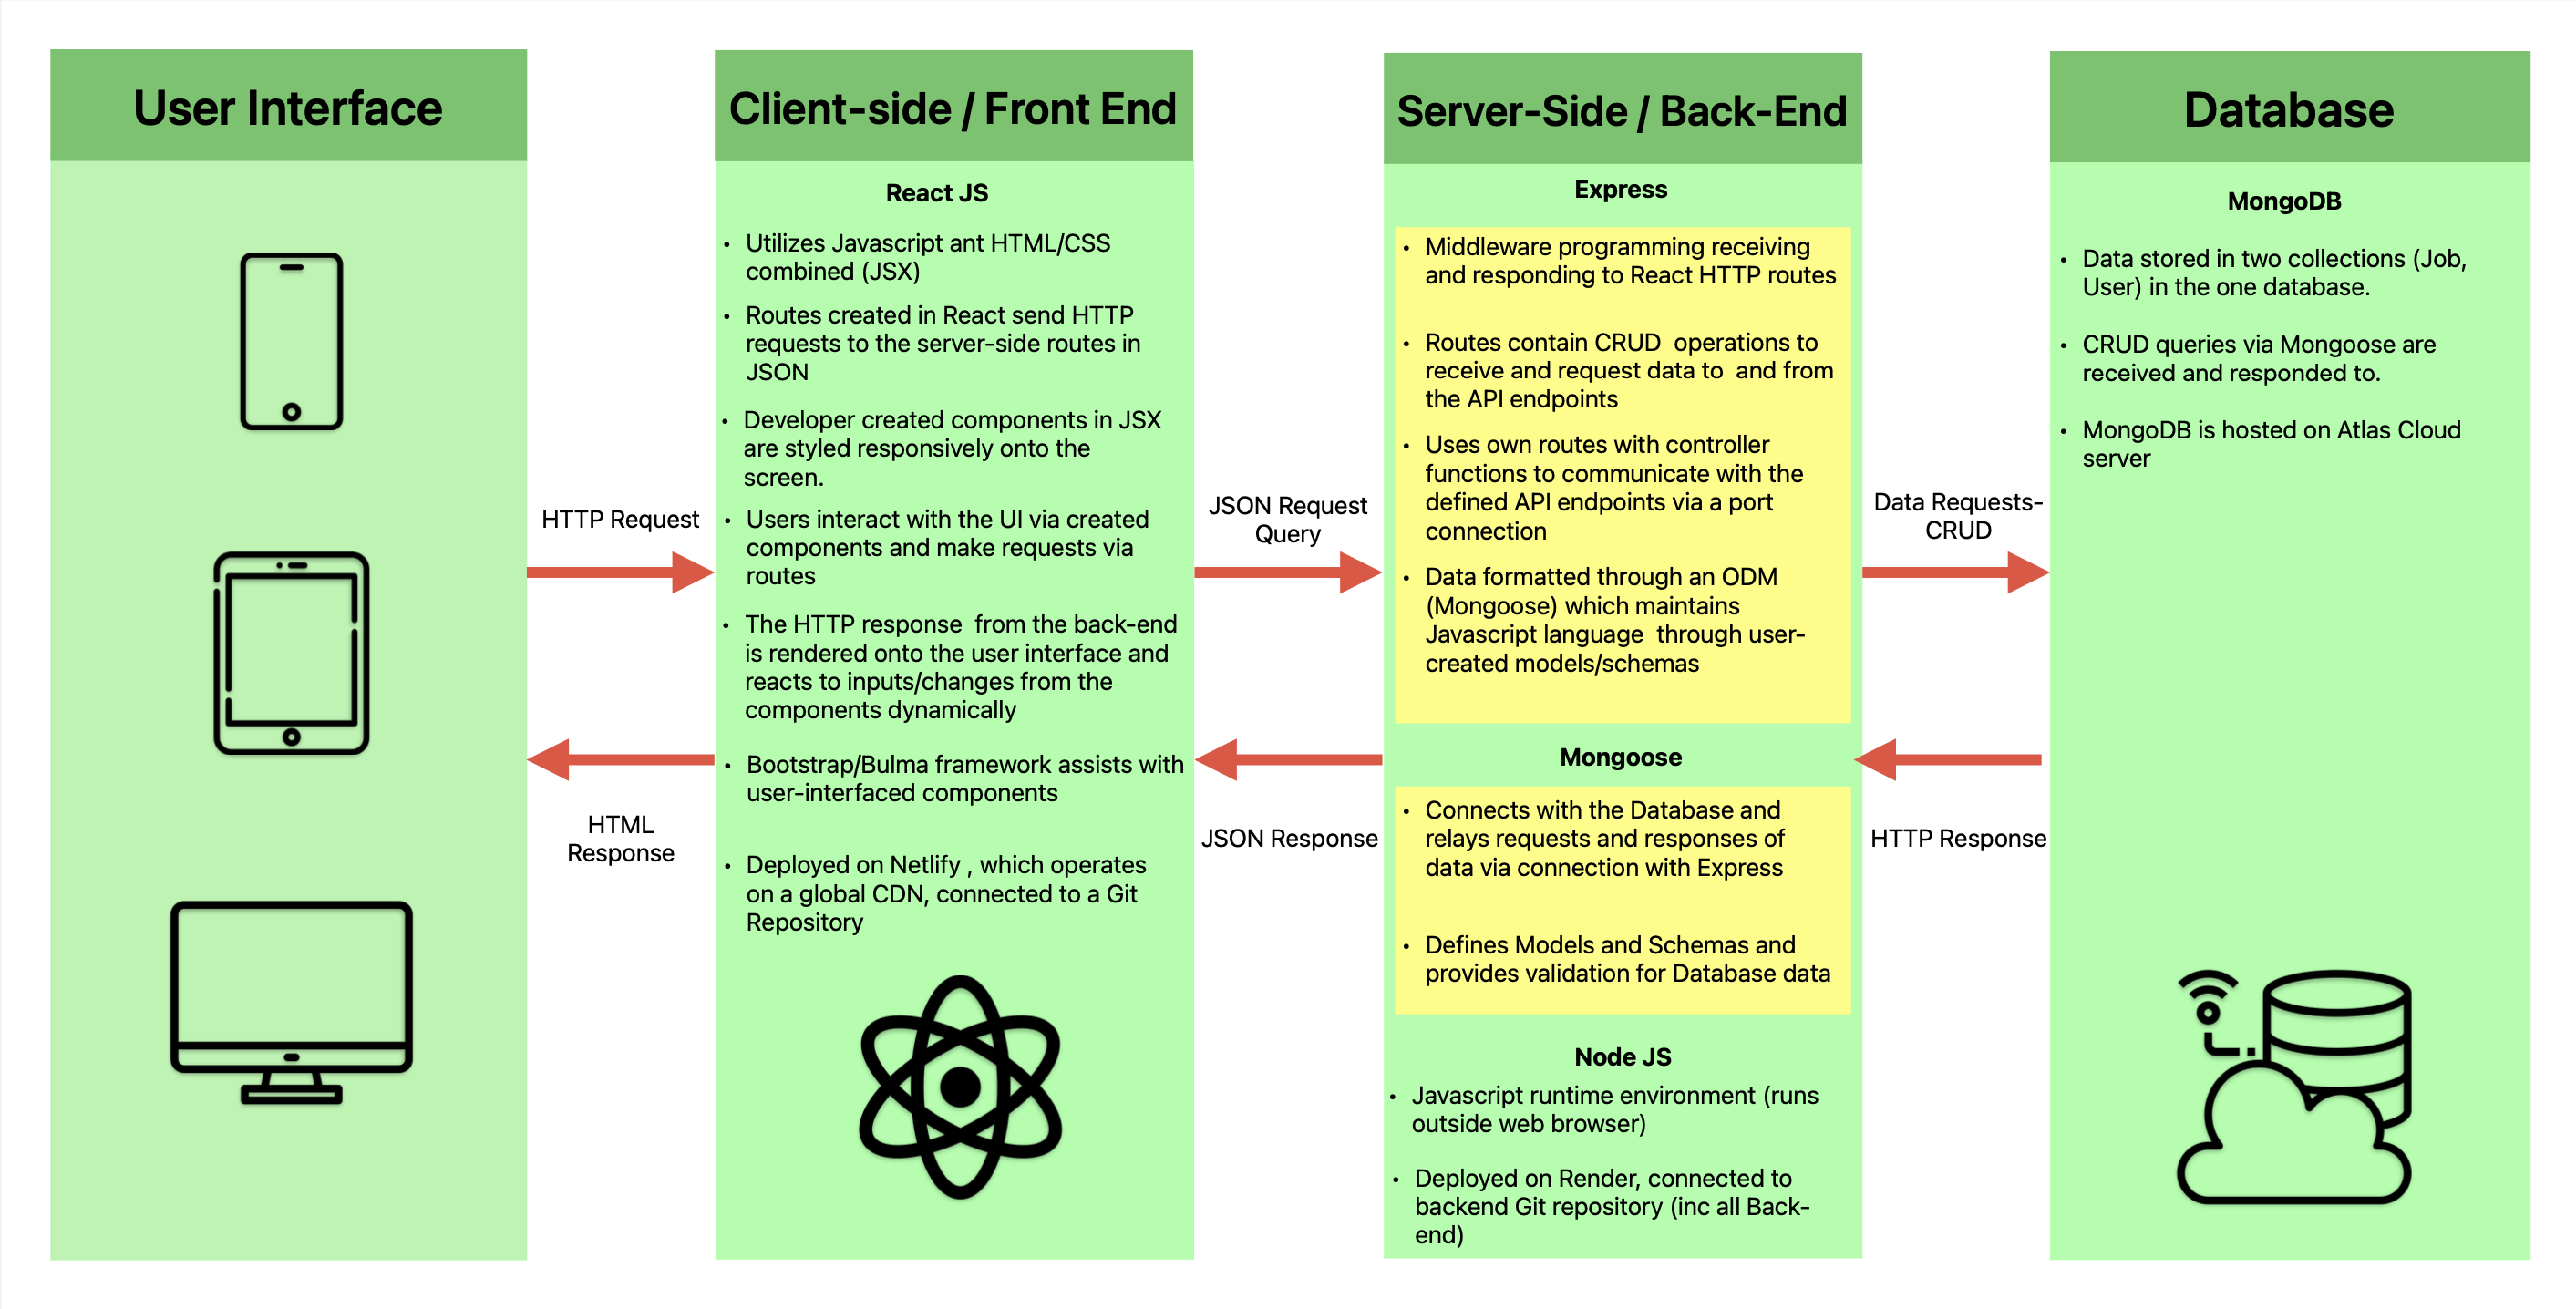 User Interface
HTTP Request
HTML
Response
Client-side / Front End
React JS
• Utilizes Javascript ant HTML/CSS
combined (JSX)
• Routes created in React send HTTP
requests to the server-side routes in
JSON
• Developer created components in JSX
are styled responsively onto the
screen.
• Users interact with the UI via created
components and make requests via
routes
• The HTTP response  from the back-end
is rendered onto the user interface and
reacts to inputs/changes from the
components dynamically
• Bootstrap/Bulma framework assists with
user-interfaced components
• Deployed on Netlify , which operates
on a global CDN, connected to a Git
Repository
JSON Request
Query
JSON Response
Server-Side / Back-End
Express
• Middleware programming receiving
and responding to React HTTP routes
• Routes contain CRUD  operations to
receive and request data to  and from
the API endpoints
• Uses own routes with controller
functions to communicate with the
defined API endpoints via a port
connection
• Data formatted through an ODM
(Mongoose) which maintains
Javascript language  through user-
created models/schemas
Mongoose
• Connects with the Database and
relays requests and responses of
data via connection with Express
• Defines Models and Schemas and
provides validation for Database data
Node JS
• Javascript runtime environment (runs
outside web browser)
• Deployed on Render, connected to
backend Git repository (inc all Back-
end)
Data Requests-
CRUD
HTTP Response
Database
MongoDB
• Data stored in two collections (Job,
User) in the one database.
• CRUD queries via Mongoose are
received and responded to.
• MongoDB is hosted on Atlas Cloud
server